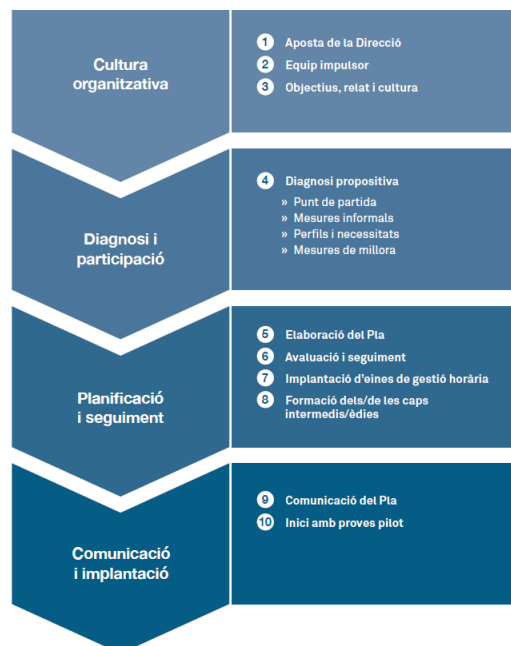 Cultura
organitzativa
1 Aposta de la Direcció
2 Equip impulsor
3 Objectius, relat i cultura
Diagnosi i
participació
4 Diagnosi propositiva
» Punt de partida
» Mesures informals
» Perfils i necessitats
» Mesures de millora
Planificació
i seguiment
5 Elaboració del Pla
6 Avaluació i seguiment
7 Implantació d'eines de gestió horària
8 Formació dels/de les caps
intermedis/èdies
Comunicació
i implantació
9 Comunicació del Pla
10 Inici amb proves pilot